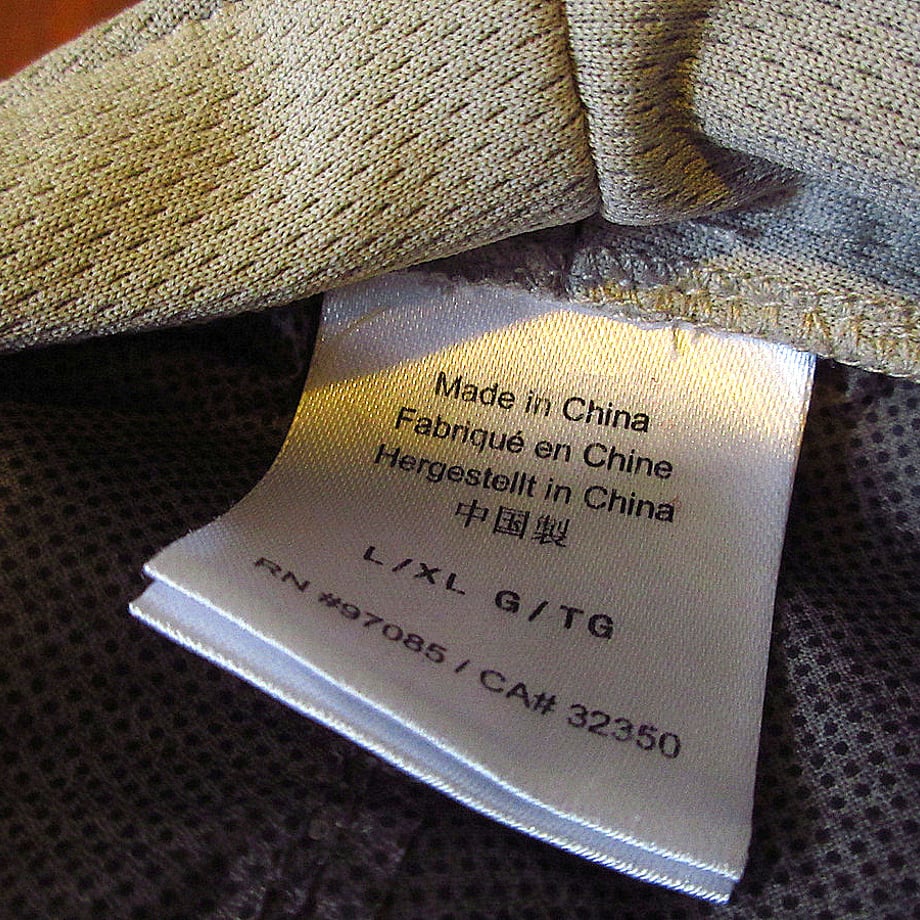 Made in China
Fabriqué en Chine
Hergestellt in China
中国製
L/XL G/TG
RN #97085 / CA# 32350